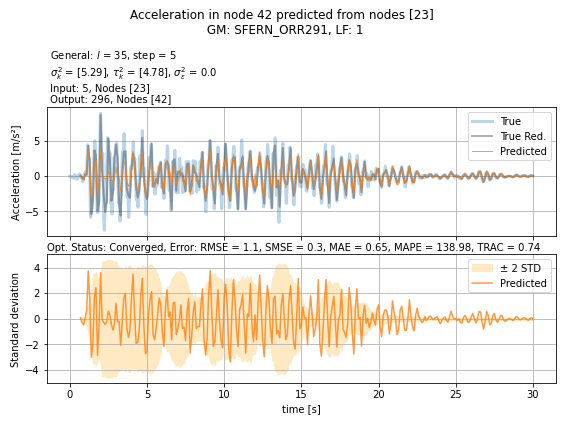 Acceleration in node 42 predicted from nodes [23]
GM: SFERN_ORR291, LF: 1
General: l = 35, step = 5
σ²ₖ = [5.29], τ²ₖ = [4.78], σ²ε = 0.0
Input: 5, Nodes [23]
Output: 296, Nodes [42]
Acceleration [m/s²]
5
0
−5
True
True Red.
Predicted
Opt. Status: Converged, Error: RMSE = 1.1, SMSE = 0.3, MAE = 0.65, MAPE = 138.98, TRAC = 0.74
Standard deviation
4
2
0
−2
−4
± 2 STD
Predicted
0 5 10 15 20 25 30
time [s]